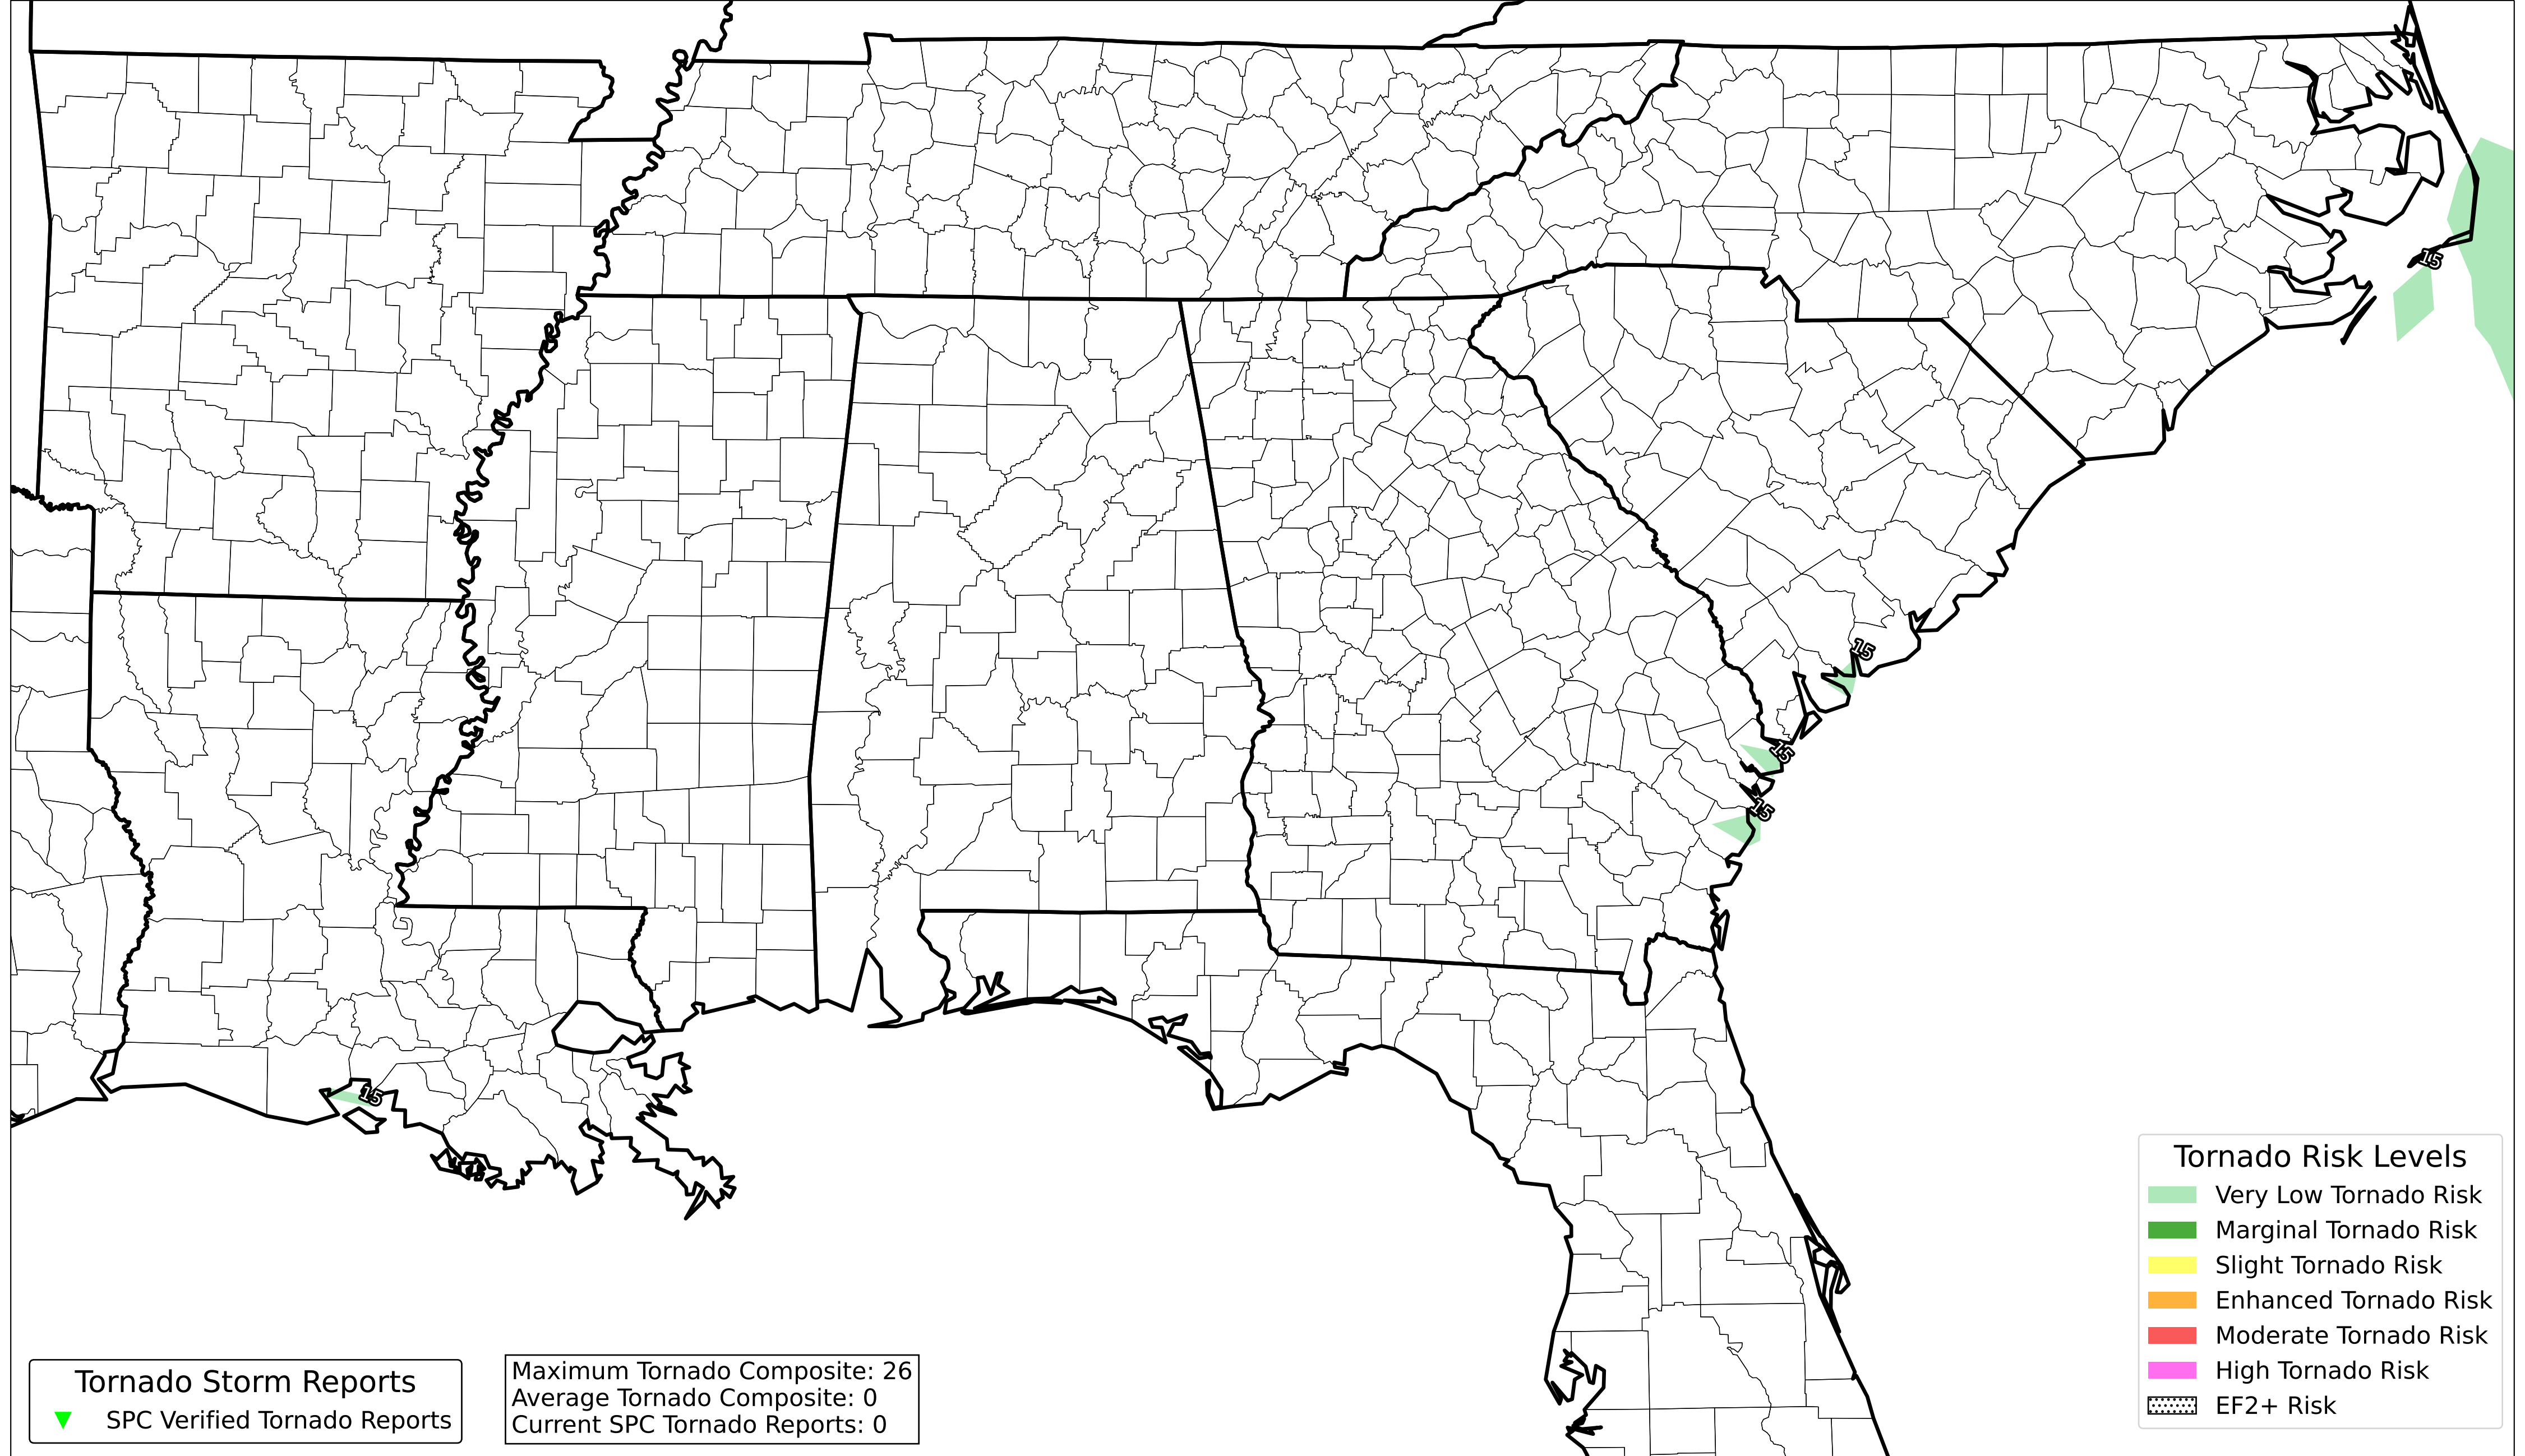 15
15
15
15
15
Tornado Risk Levels
Very Low Tornado Risk
Marginal Tornado Risk
Slight Tornado Risk
Enhanced Tornado Risk
Moderate Tornado Risk
High Tornado Risk
EF2+ Risk
Tornado Storm Reports
SPC Verified Tornado Reports
Maximum Tornado Composite: 26
Average Tornado Composite: 0
Current SPC Tornado Reports: 0